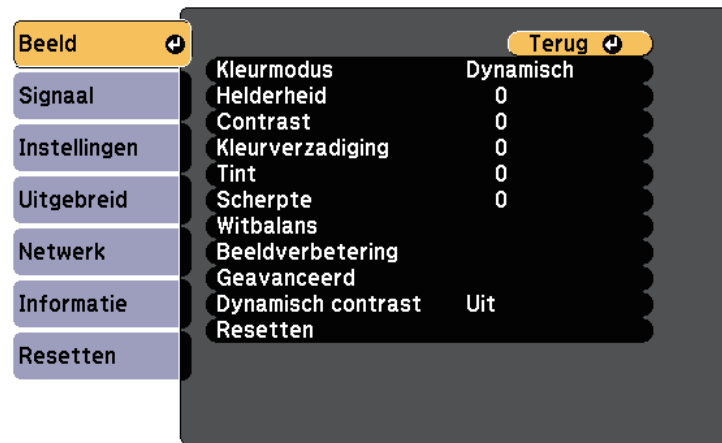 Beeld
Signaal
Instellingen
Uitgebreid
Netwerk
Informatie
Resetten
Terug
Kleurmodus Dynamisch
Helderheid 0
Contrast 0
Kleurverzadiging 0
Tint 0
Scherpte 0
Witbalans
Beeldverbetering
Geavanceerd
Dynamisch contrast Uit
Resetten